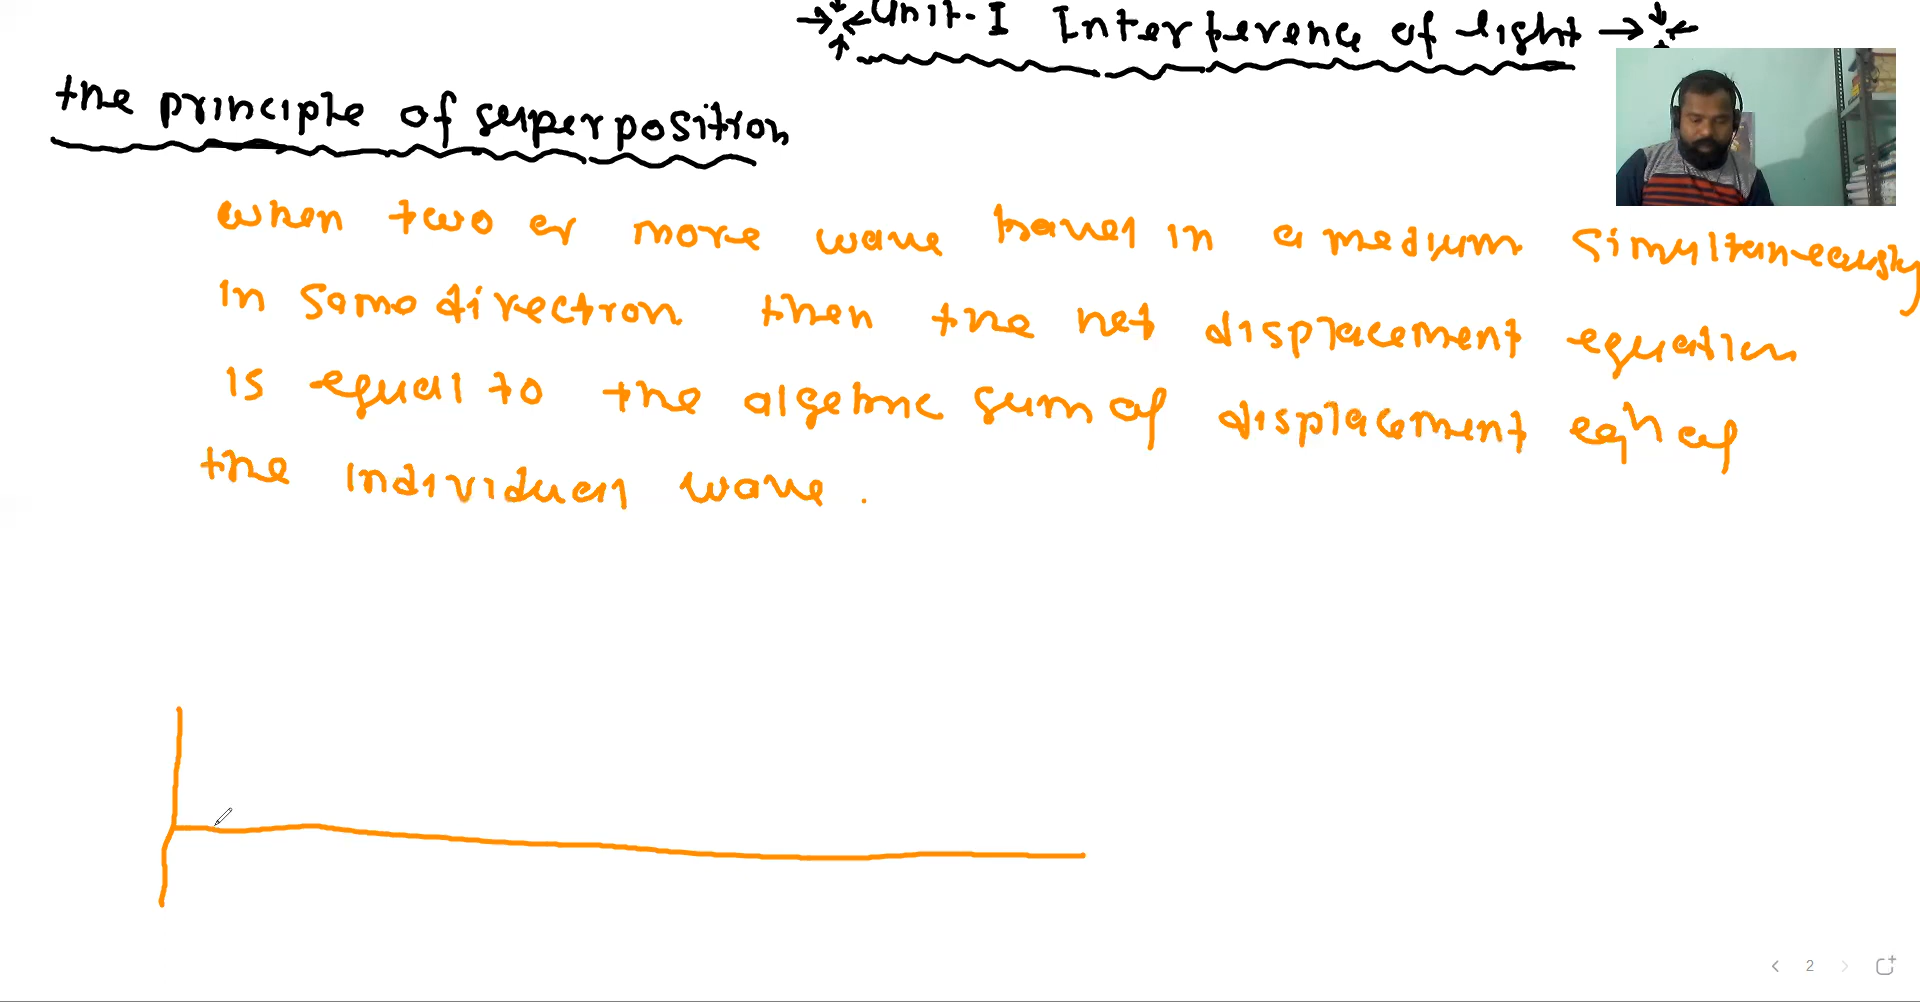 Unit-I Interference of light
the principle of superposition
when two or more wave travel in a medium simultaneously
in same direction then the net displacement equation
is equal to the algebric sum of displacement eqn of
the individual wave.
2